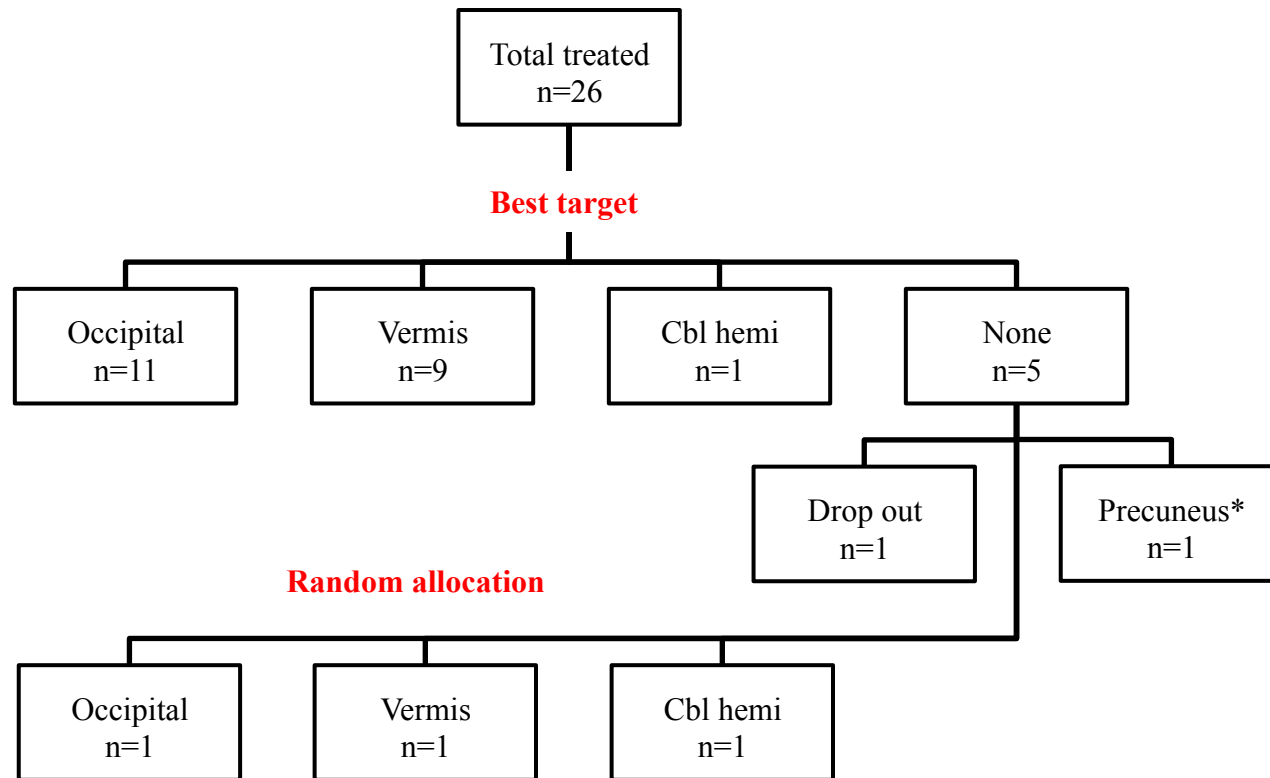 Total treated
n=26
Best target
Occipital
n=11
Vermis
n=9
Cbl hemi
n=1
None
n=5
Drop out
n=1
Precuneus*
n=1
Random allocation
Occipital
n=1
Vermis
n=1
Cbl hemi
n=1